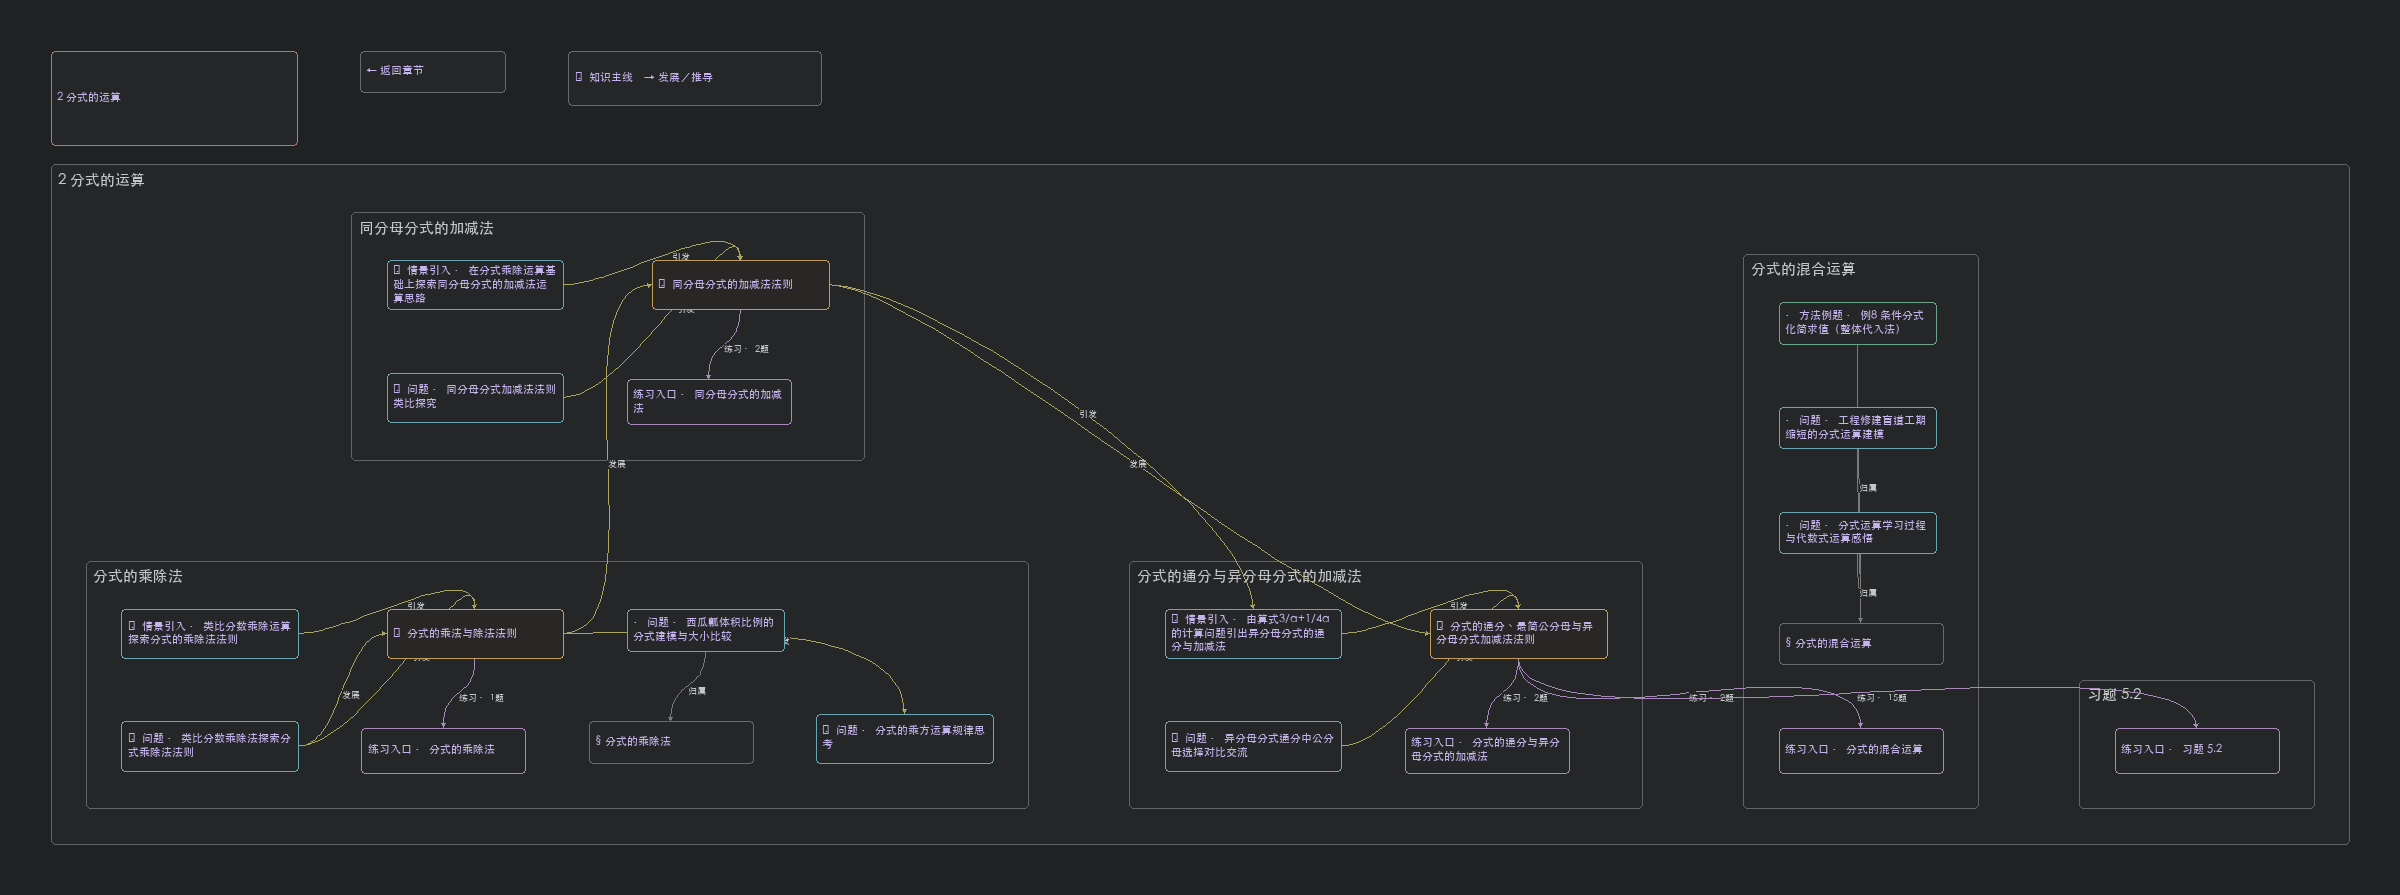 2 分式的运算
← 返回章节
知识主线 → 发展／推导
2 分式的运算
同分母分式的加减法
情景引入 · 在分式乘除运算基
础上探索同分母分式的加减法运
算思路
引发
同分母分式的加减法法则
引发
问题 · 同分母分式加减法法则
类比探究
练习 · 2题
练习入口 · 同分母分式的加减
法
发展
引发
发展
分式的乘除法
情景引入 · 类比分数乘除运算
探索分式的乘除法法则
引发
分式的乘法与除法法则
引发
发展
问题 · 类比分数乘除法探索分
式乘除法法则
练习 · 1题
练习入口 · 分式的乘除法
· 问题 · 西瓜瓤体积比例的
分式建模与大小比较
归属
§ 分式的乘除法
问题 · 分式的乘方运算规律思
考
分式的通分与异分母分式的加减法
情景引入 · 由算式3/a+1/4a
的计算问题引出异分母分式的通
分与加减法
引发
分式的通分、最简公分母与异
分母分式加减法法则
引发
问题 · 异分母分式通分中公分
母选择对比交流
练习 · 2题
练习入口 · 分式的通分与异分
母分式的加减法
练习 · 2题
分式的混合运算
· 方法例题 · 例8 条件分式
化简求值（整体代入法）
· 问题 · 工程修建盲道工期
缩短的分式运算建模
归属
· 问题 · 分式运算学习过程
与代数式运算感悟
归属
§ 分式的混合运算
练习 · 15题
练习入口 · 分式的混合运算
习题 5.2
练习入口 · 习题 5.2